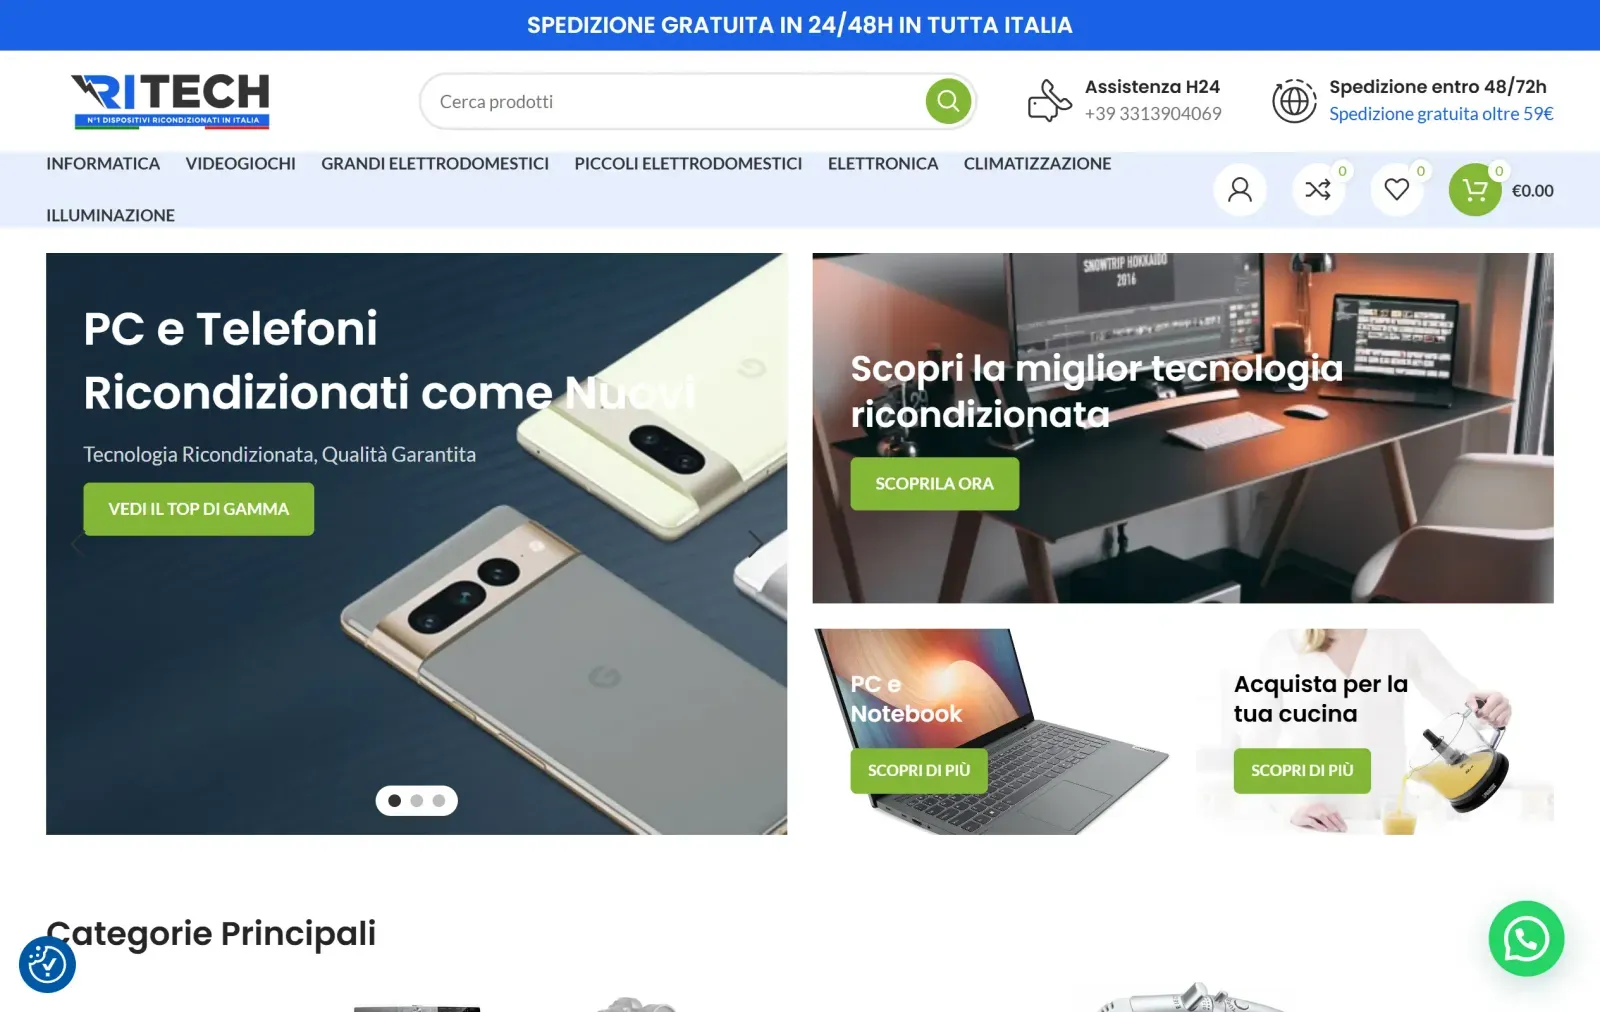 SPEDIZIONE GRATUITA IN 24/48H IN TUTTA ITALIA
RITECH
N°1 DISPOSITIVI RICONDIZIONATI IN ITALIA
Cerca prodotti
Assistenza H24
+39 3313904069
Spedizione entro 48/72h
Spedizione gratuita oltre 59€
INFORMATICA VIDEOGIOCHI GRANDI ELETTRODOMESTICI PICCOLI ELETTRODOMESTICI ELETTRONICA CLIMATIZZAZIONE
ILLUMINAZIONE
0
0
0
€0.00
PC e Telefoni
Ricondizionati come Nuovi
Tecnologia Ricondizionata, Qualità Garantita
VEDI IL TOP DI GAMMA
SNOWTRIP HOKKAIDO
2016
Scopri la miglior tecnologia
ricondizionata
SCOPRILA ORA
PC e
Notebook
SCOPRI DI PIÙ
Acquista per la
tua cucina
SCOPRI DI PIÙ
Categorie Principali